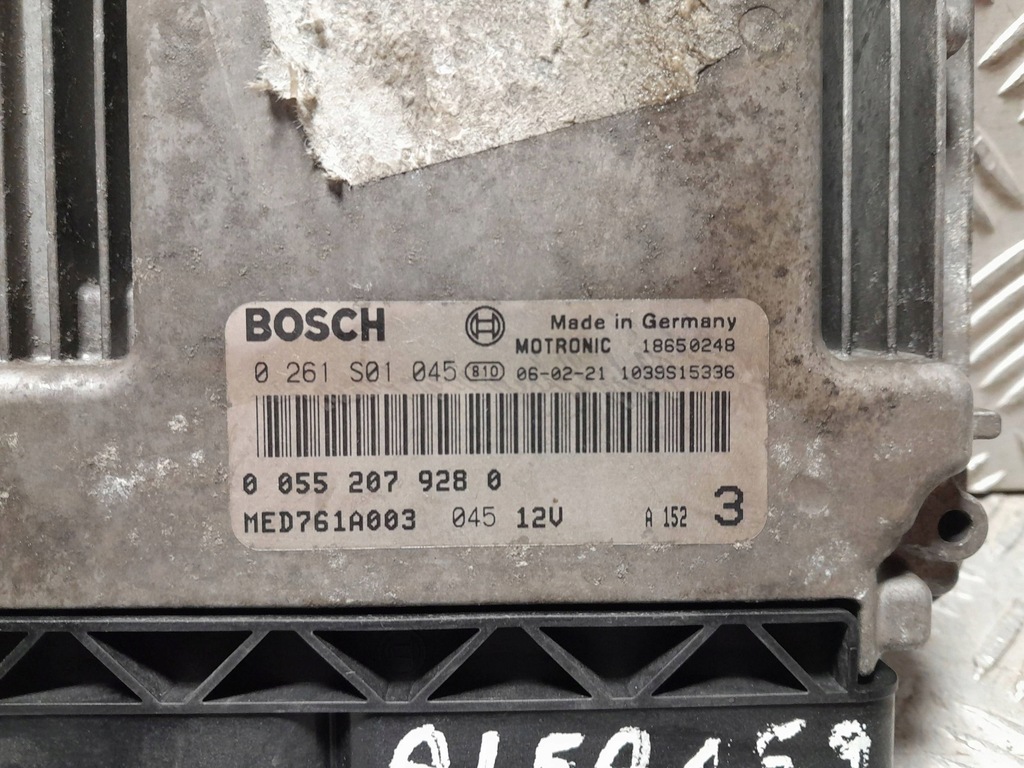 BOSCH Made in Germany
MOTRONIC 18650248
0 261 S01 045 810 06-02-21 1039S15336
0 055 207 928 0
MED761A003 045 12V A 152 3